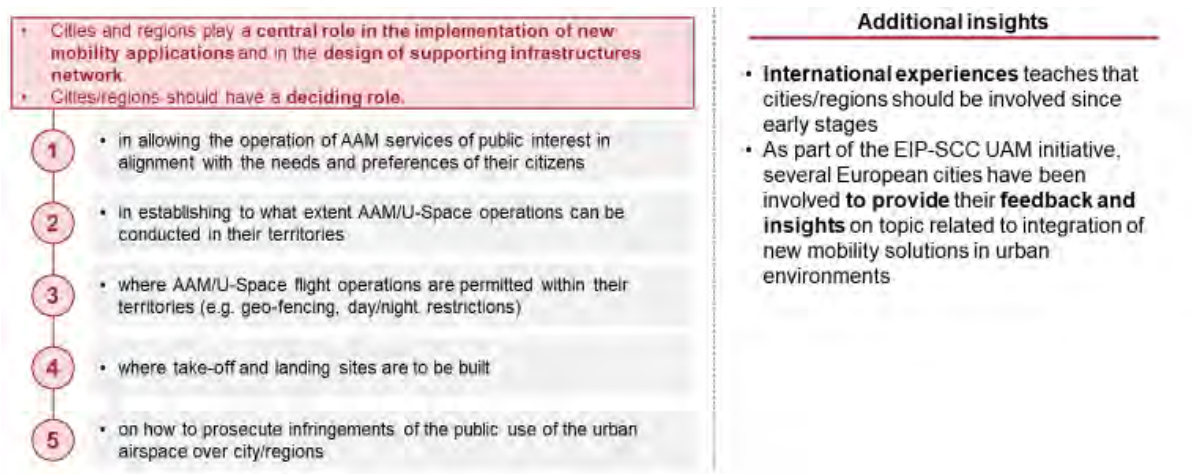 • Cities and regions play a central role in the implementation of new
mobility applications and in the design of supporting infrastructures
network
• Cities/regions should have a deciding role.
1
• in allowing the operation of AAM services of public interest in
alignment with the needs and preferences of their citizens
2
• in establishing to what extent AAM/U-Space operations can be
conducted in their territories
3
• where AAM/U-Space flight operations are permitted within their
territories (e.g. geo-fencing, day/night restrictions)
4
• where take-off and landing sites are to be built
5
• on how to prosecute infringements of the public use of the urban
airspace over city/regions
Additional insights
• International experiences teaches that
cities/regions should be involved since
early stages
• As part of the EIP-SCC UAM initiative,
several European cities have been
involved to provide their feedback and
insights on topic related to integration of
new mobility solutions in urban
environments